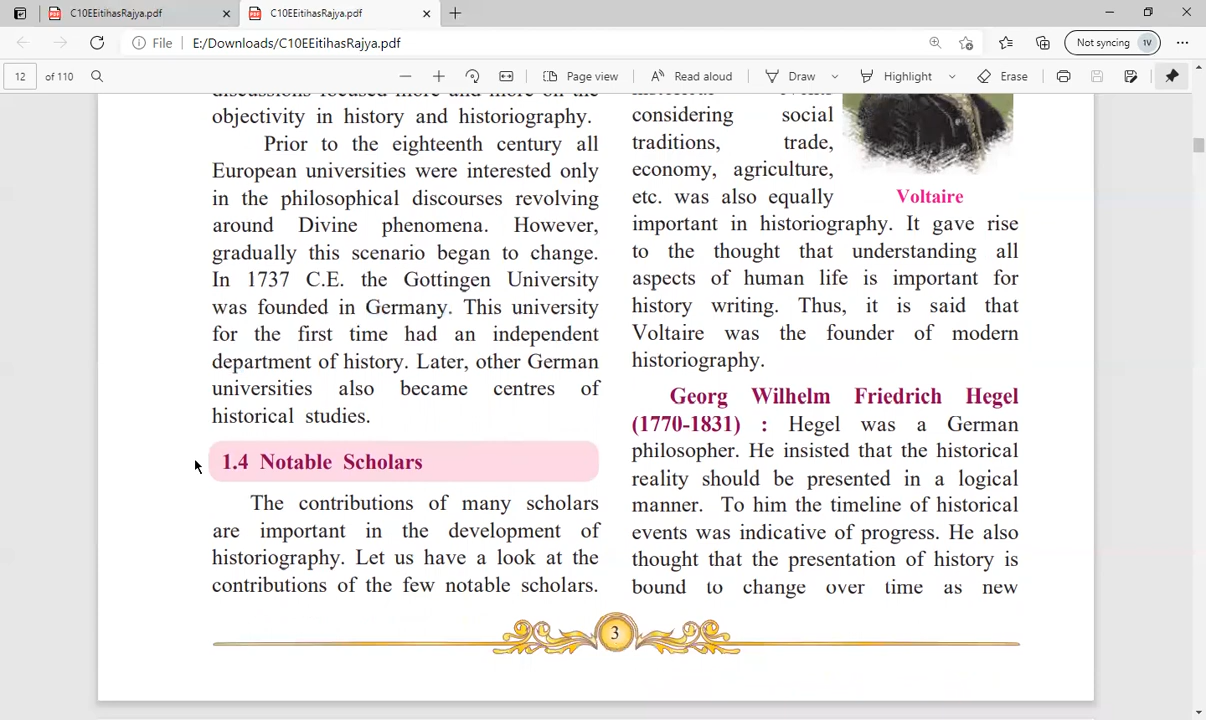 C10EEitihasRajya.pdf
C10EEitihasRajya.pdf
File
E:/Downloads/C10EEitihasRajya.pdf
Not syncing
1V
12 of 110
Page view
Read aloud
Draw
Highlight
Erase
discussions focused more and more on the
objectivity in history and historiography.
Prior to the eighteenth century all
European universities were interested only
in the philosophical discourses revolving
around Divine phenomena. However,
gradually this scenario began to change.
In 1737 C.E. the Gottingen University
was founded in Germany. This university
for the first time had an independent
department of history. Later, other German
universities also became centres of
historical studies.
1.4 Notable Scholars
The contributions of many scholars
are important in the development of
historiography. Let us have a look at the
contributions of the few notable scholars.
considering social
traditions, trade,
economy, agriculture,
etc. was also equally
Voltaire
important in historiography. It gave rise
to the thought that understanding all
aspects of human life is important for
history writing. Thus, it is said that
Voltaire was the founder of modern
historiography.
Georg Wilhelm Friedrich Hegel
(1770-1831) : Hegel was a German
philosopher. He insisted that the historical
reality should be presented in a logical
manner. To him the timeline of historical
events was indicative of progress. He also
thought that the presentation of history is
bound to change over time as new
3